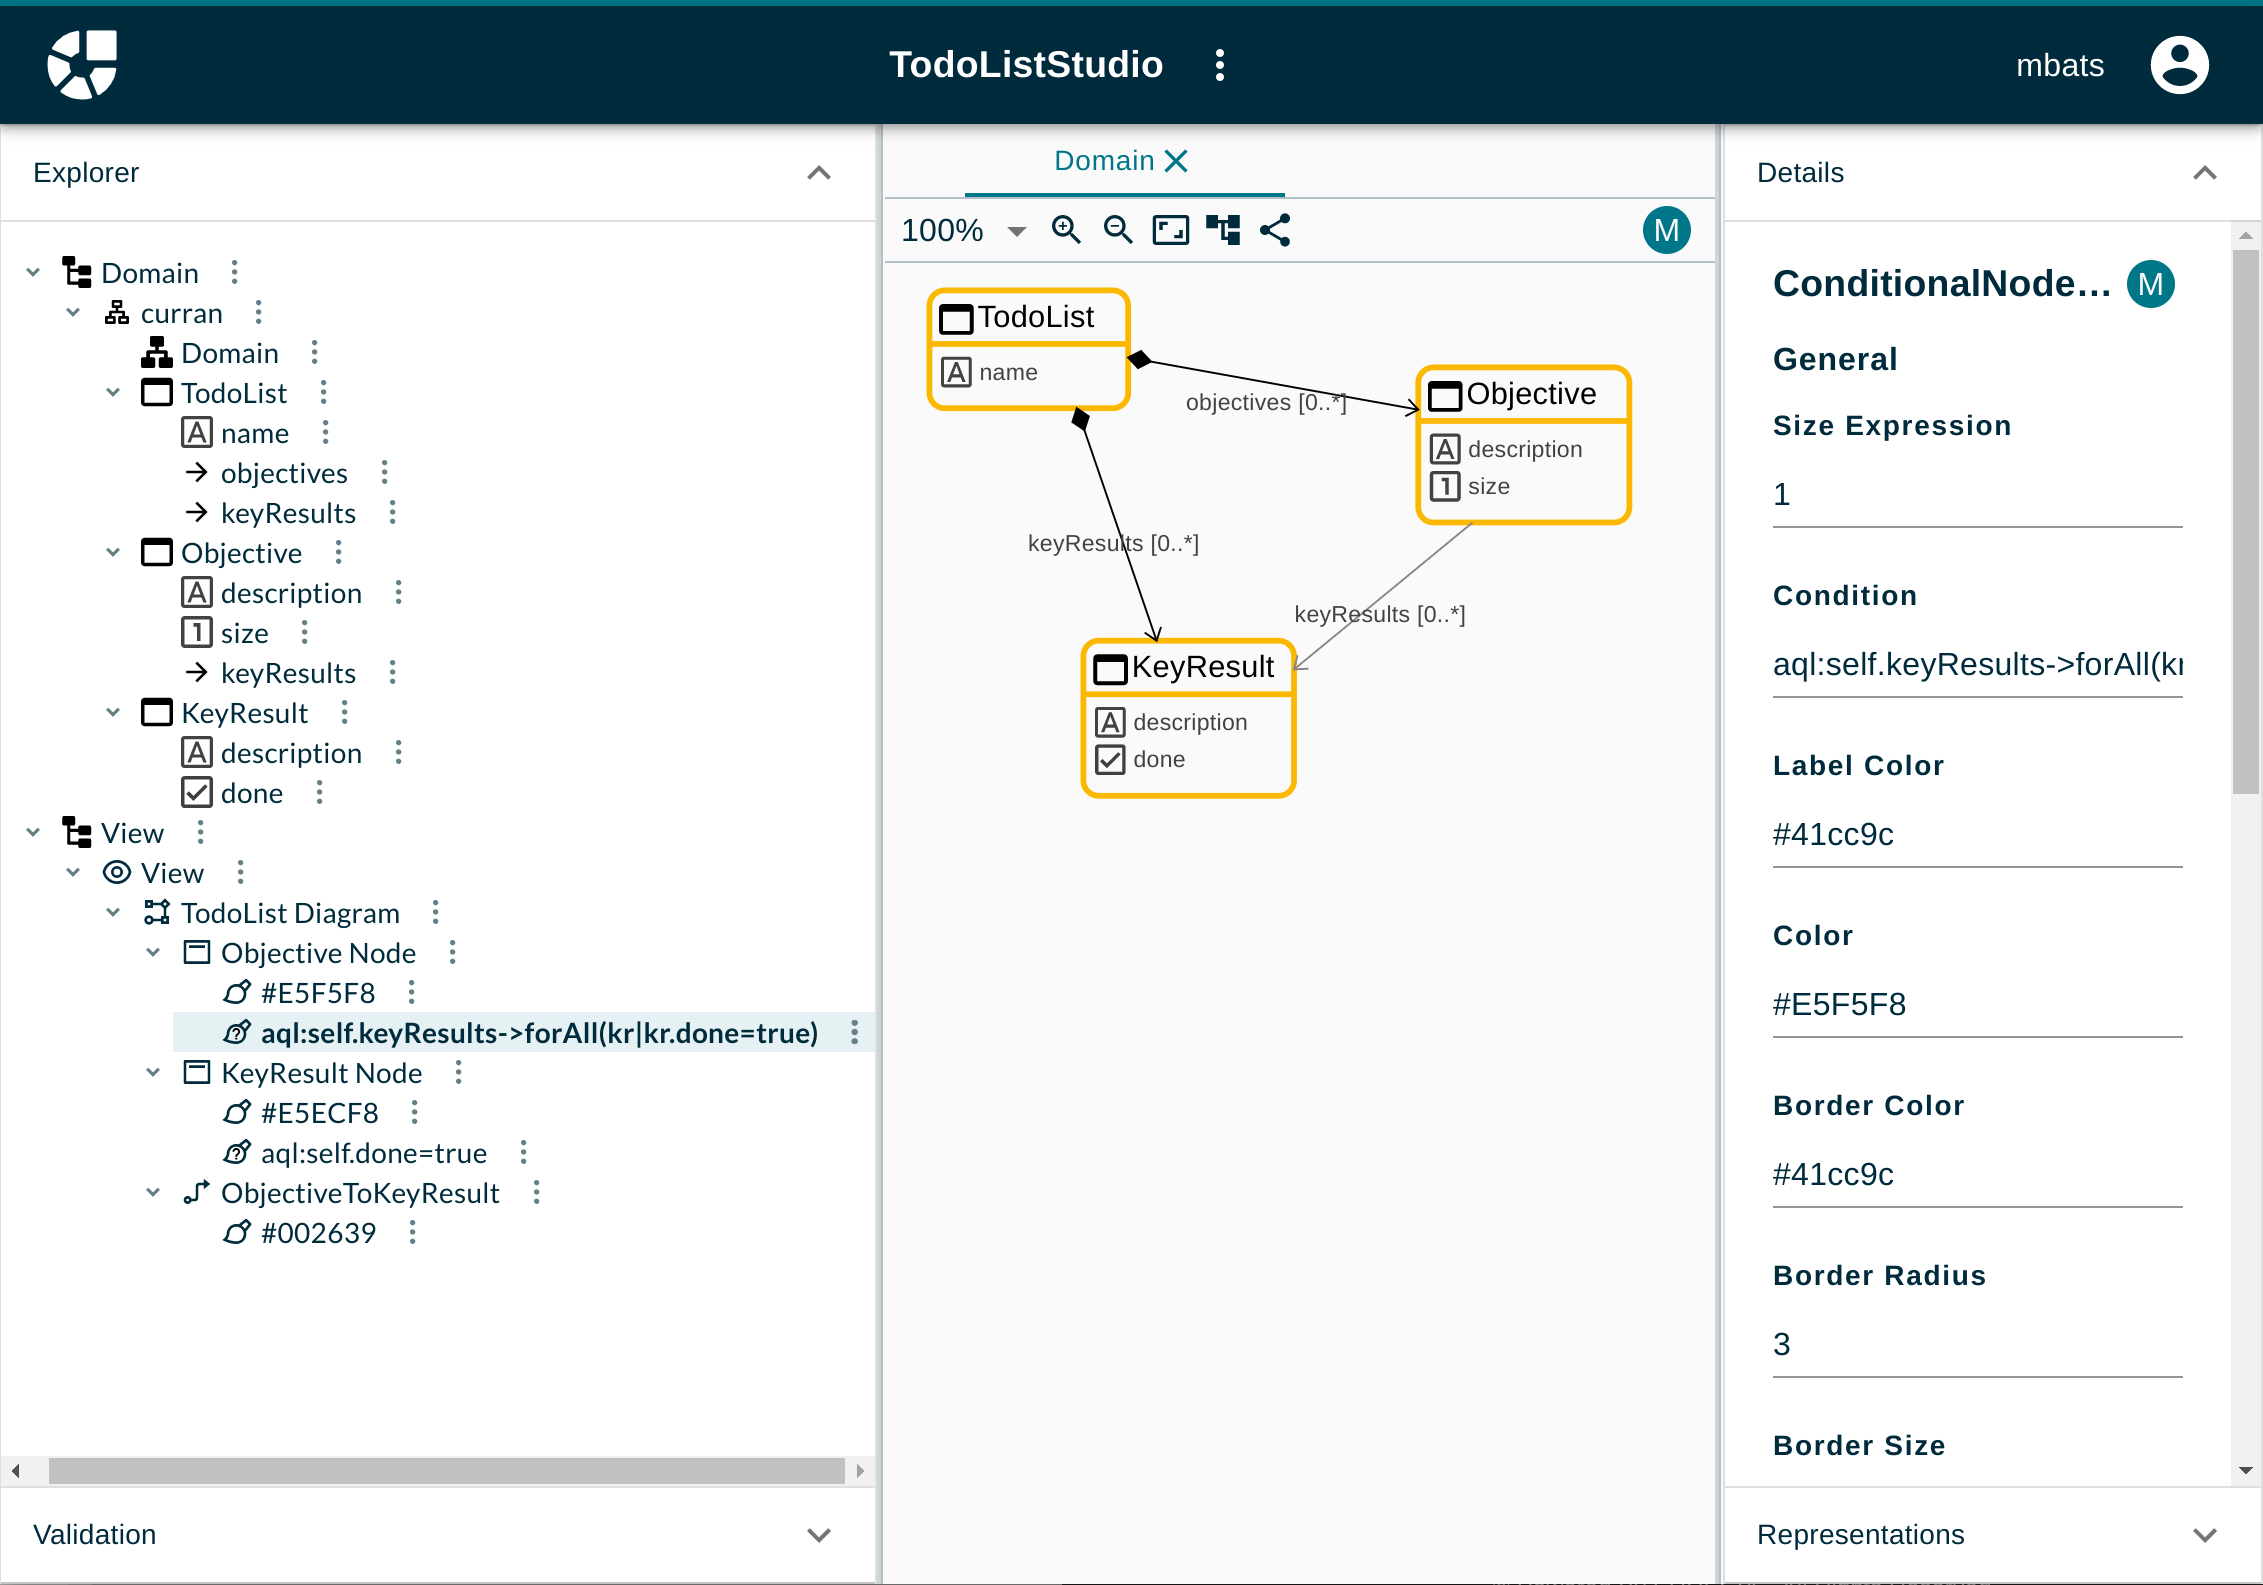 TodoListStudio
mbats
Explorer
Domain
curran
Domain
TodoList
name
objectives
keyResults
Objective
description
size
keyResults
KeyResult
description
done
View
View
TodoList Diagram
Objective Node
#E5F5F8
aql:self.keyResults->forAll(kr|kr.done=true)
KeyResult Node
#E5ECF8
aql:self.done=true
ObjectiveToKeyResult
#002639
Validation
Domain
100%
M
TodoList
name
objectives [0..*]
Objective
description
size
keyResults [0..*]
keyResults [0..*]
KeyResult
description
done
Details
ConditionalNode...
M
General
Size Expression
1
Condition
aql:self.keyResults->forAll(kr
Label Color
#41cc9c
Color
#E5F5F8
Border Color
#41cc9c
Border Radius
3
Border Size
Representations